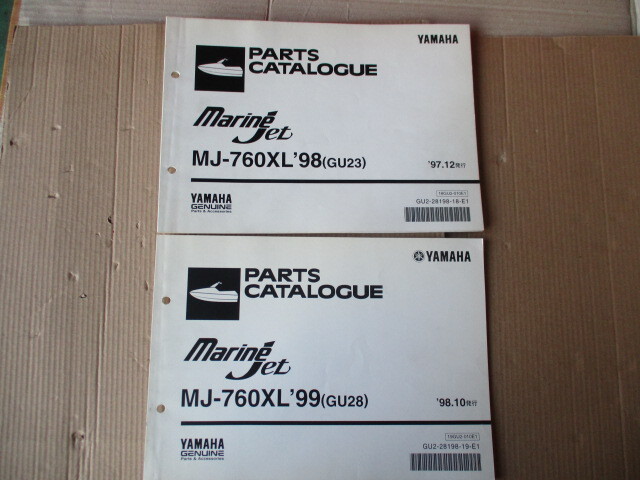 PARTS
CATALOGUE
YAMAHA
Marine
Jet
MJ-760XL'98(GU23)
'97.12発行
YAMAHA
GENUINE
Parts & Accessories
GU2-28198-18-E1
PARTS
CATALOGUE
YAMAHA
Marine
Jet
MJ-760XL'99(GU28)
'98.10発行
YAMAHA
GENUINE
Parts & Accessories
GU2-28198-19-E1